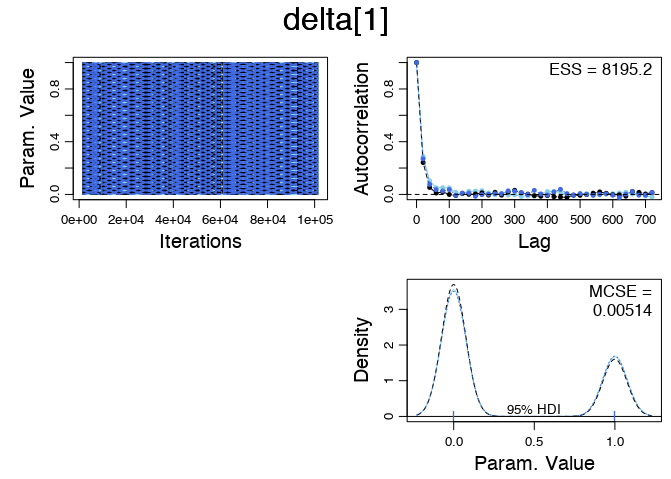 delta[1]
Param. Value
0.0 0.4 0.8
0e+00 2e+04 4e+04 6e+04 8e+04 1e+05
Iterations
Autocorrelation
0.0 0.4 0.8
ESS = 8195.2
0 100 200 300 400 500 600 700
Lag
Density
0 1 2 3
MCSE =
0.00514
95% HDI
0.0 0.5 1.0
Param. Value